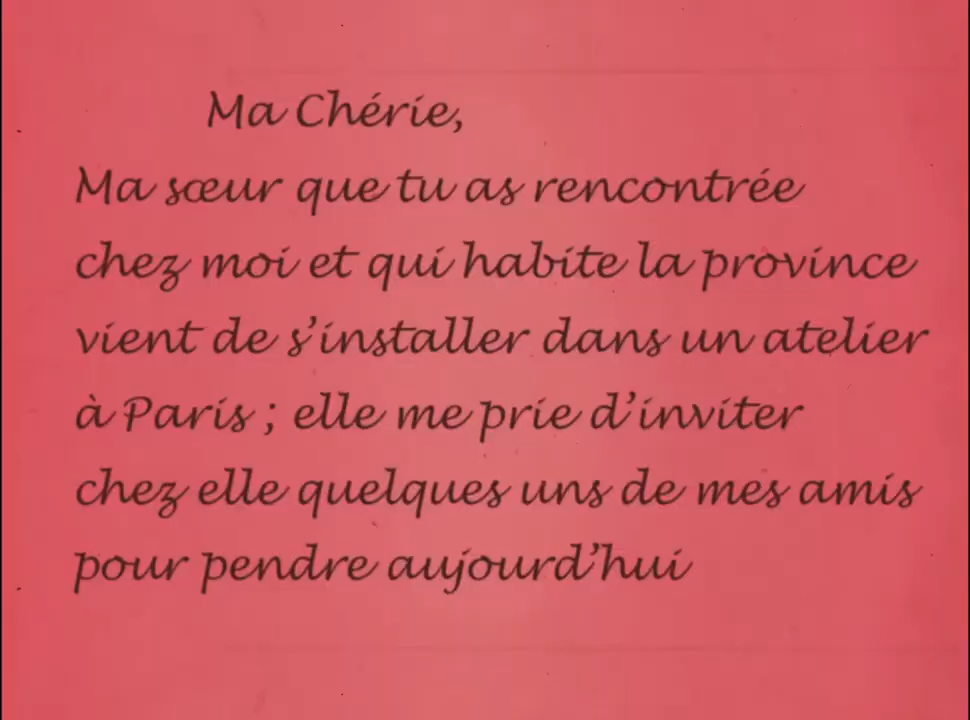 Ma Chérie,
Ma sœur que tu as rencontrée
chez moi et qui habite la province
vient de s’installer dans un atelier
à Paris ; elle me prie d’inviter
chez elle quelques uns de mes amis
pour pendre aujourd’hui